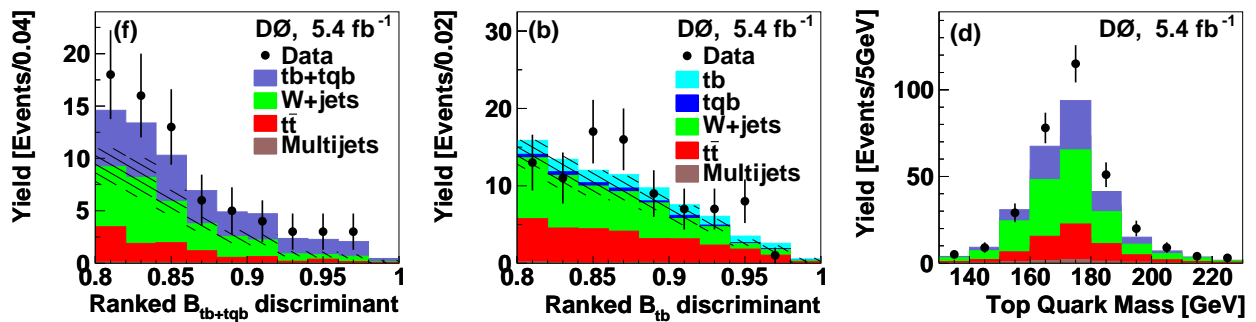 (f) DØ, 5.4 fb⁻¹
Data
tb+tqb
W+jets
tt̄
Multijets
Yield [Events/0.04]
20
15
10
5
0
0.8 0.85 0.9 0.95 1
Ranked B_{tb+tqb} discriminant
(b) DØ, 5.4 fb⁻¹
Data
tb
tqb
W+jets
tt̄
Multijets
Yield [Events/0.02]
30
20
10
0
0.8 0.85 0.9 0.95 1
Ranked B_{tb} discriminant
(d) DØ, 5.4 fb⁻¹
Yield [Events/5GeV]
100
50
0
140 160 180 200 220
Top Quark Mass [GeV]